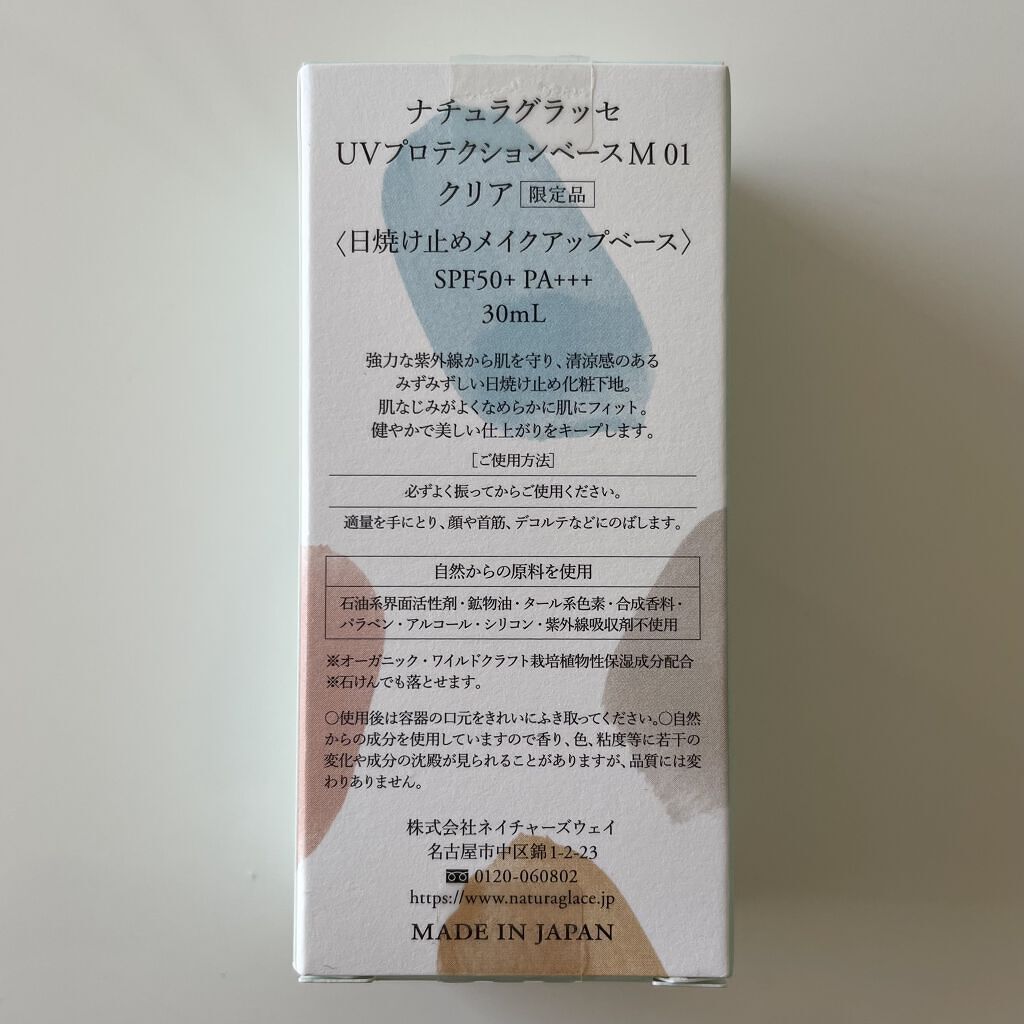 ナチュラグラッセ
UVプロテクションベースM 01
クリア 限定品
〈日焼け止めメイクアップベース〉
SPF50+ PA+++
30mL
強力な紫外線から肌を守り、清涼感のある
みずみずしい日焼け止め化粧下地。
肌なじみがよくなめらかに肌にフィット。
健やかで美しい仕上がりをキープします。
［ご使用方法］
必ずよく振ってからご使用ください。
適量を手にとり、顔や首筋、デコルテなどにのばします。
自然からの原料を使用
石油系界面活性剤・鉱物油・タール系色素・合成香料・
パラベン・アルコール・シリコン・紫外線吸収剤不使用
※オーガニック・ワイルドクラフト栽培植物性保湿成分配合
※石けんでも落とせます。
○使用後は容器の口元をきれいにふき取ってください。○自然
からの成分を使用していますので香り、色、粘度等に若干の
変化や成分の沈殿が見られることがありますが、品質には変
わりありません。
株式会社ネイチャーズウェイ
名古屋市中区錦1-2-23
0120-060802
https://www.naturaglace.jp
MADE IN JAPAN